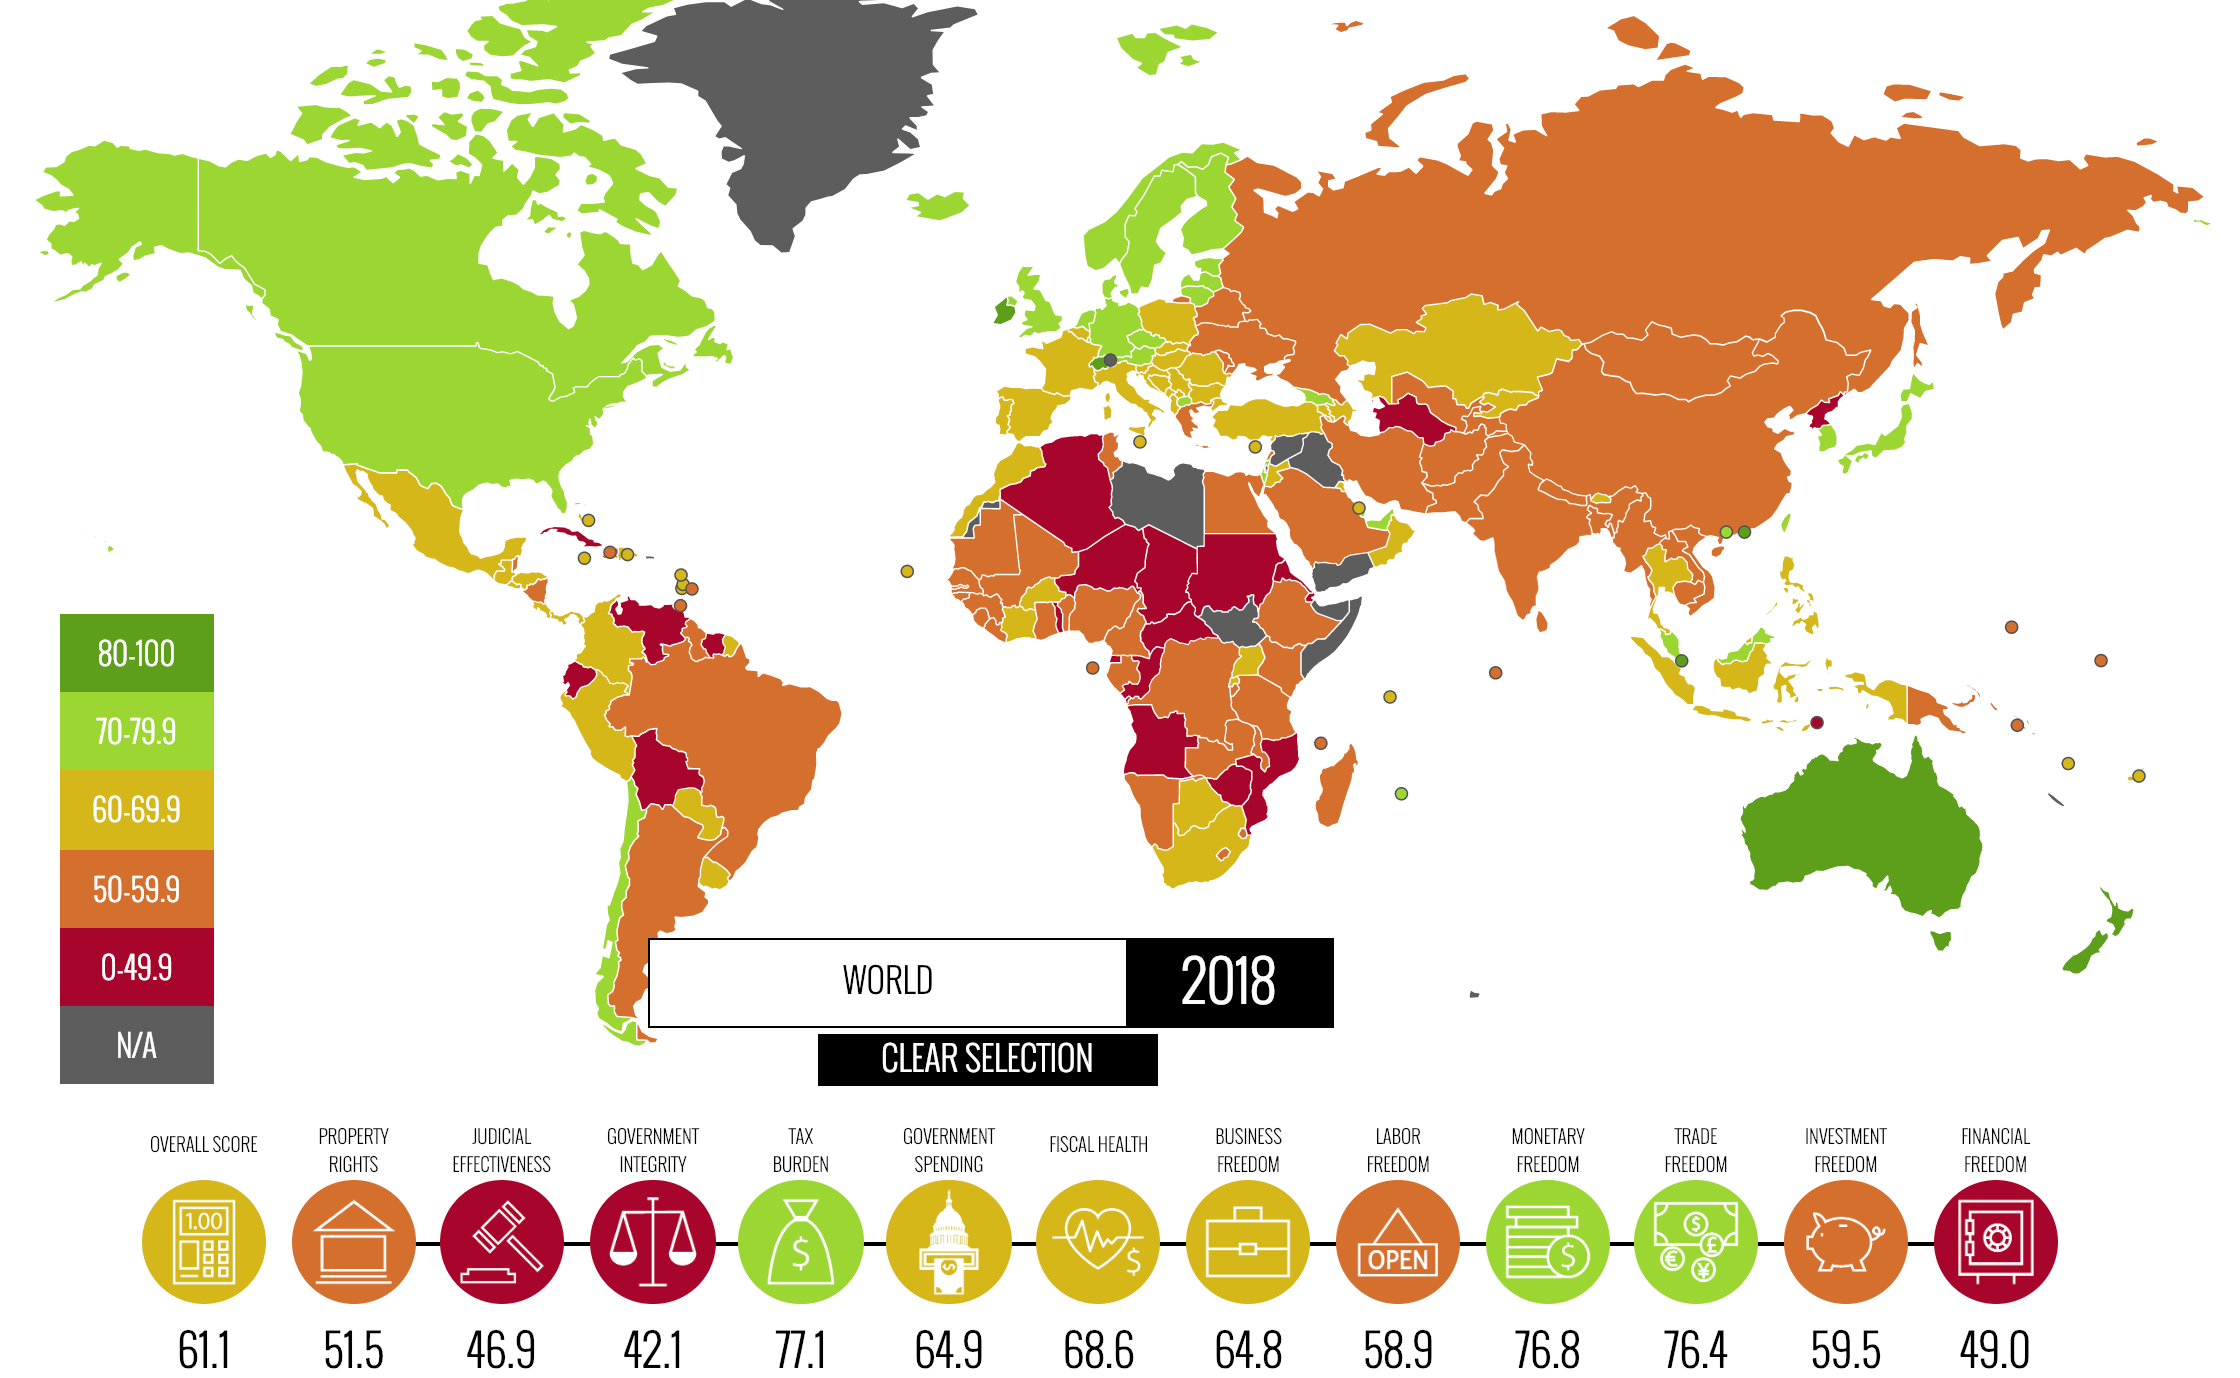 80-100
70-79.9
60-69.9
50-59.9
0-49.9
N/A
WORLD
2018
CLEAR SELECTION
OVERALL SCORE
PROPERTY
RIGHTS
JUDICIAL
EFFECTIVENESS
GOVERNMENT
INTEGRITY
TAX
BURDEN
GOVERNMENT
SPENDING
FISCAL HEALTH
BUSINESS
FREEDOM
LABOR
FREEDOM
MONETARY
FREEDOM
TRADE
FREEDOM
INVESTMENT
FREEDOM
FINANCIAL
FREEDOM
1.00
$
$
$
OPEN
$
$
£
€
¥
61.1
51.5
46.9
42.1
77.1
64.9
68.6
64.8
58.9
76.8
76.4
59.5
49.0